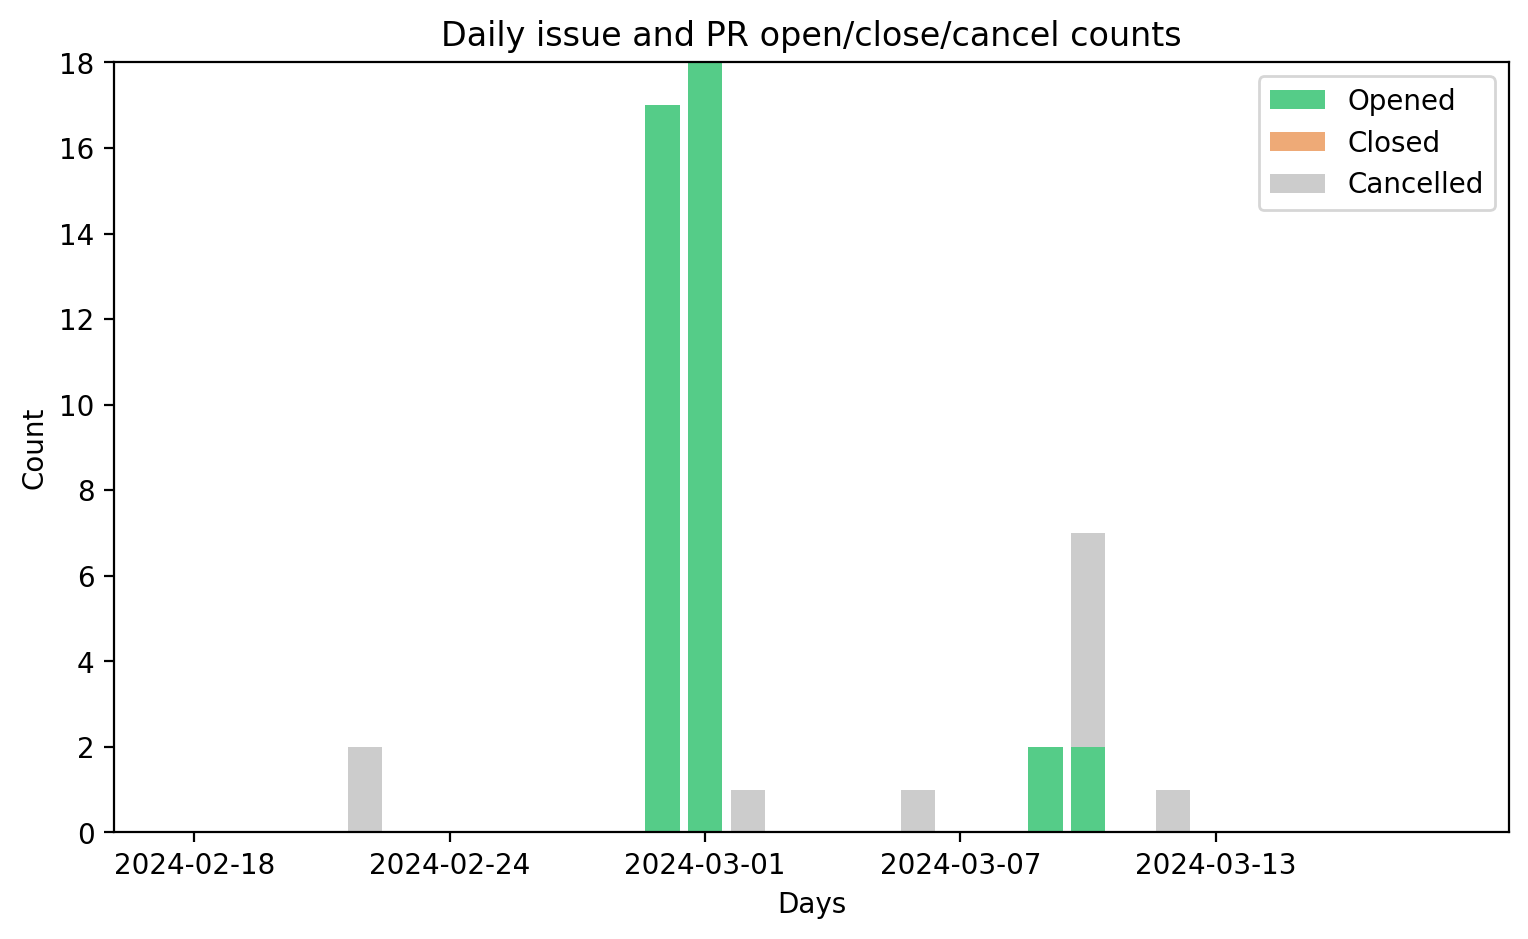 Daily issue and PR open/close/cancel counts
18
16
14
12
10
8
6
4
2
0
Count
Opened
Closed
Cancelled
2024-02-18
2024-02-24
2024-03-01
2024-03-07
2024-03-13
Days